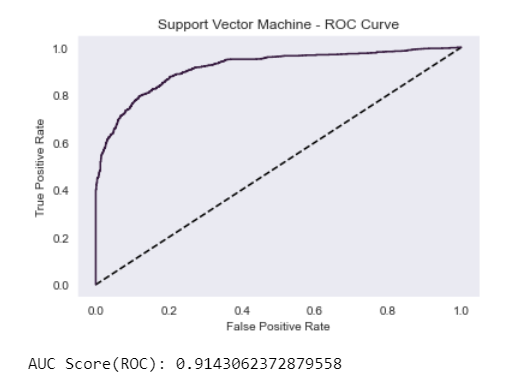 Support Vector Machine - ROC Curve
1.0
0.8
0.6
0.4
0.2
0.0
True Positive Rate
0.0 0.2 0.4 0.6 0.8 1.0
False Positive Rate
AUC Score(ROC): 0.9143062372879558